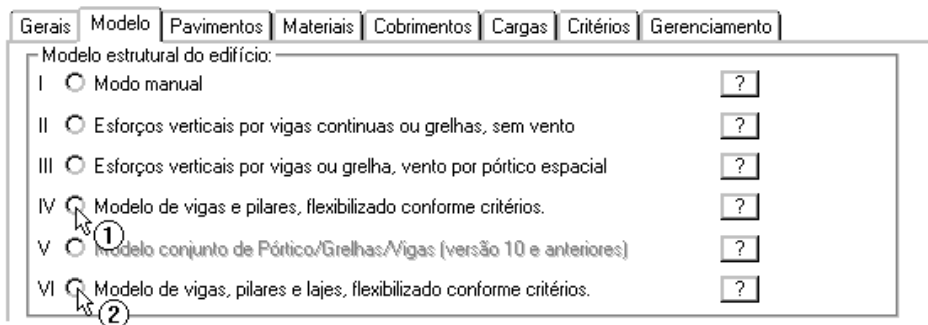 Gerais Modelo Pavimentos Materiais Cobrimentos Cargas Critérios Gerenciamento
Modelo estrutural do edifício:
I Modo manual ?
II Esforços verticais por vigas continuas ou grelhas, sem vento ?
III Esforços verticais por vigas ou grelha, vento por pórtico espacial ?
IV Modelo de vigas e pilares, flexibilizado conforme critérios. ?
1
V Modelo conjunto de Pórtico/Grelhas/Vigas (versão 10 e anteriores) ?
VI Modelo de vigas, pilares e lajes, flexibilizado conforme critérios. ?
2